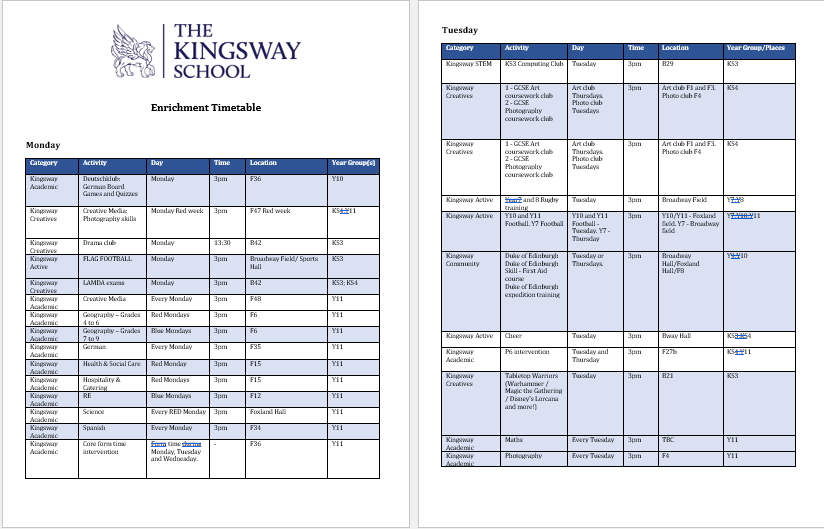 THE
KINGSWAY
SCHOOL
Enrichment Timetable
Monday
Category Activity Day Time Location Year Group(s)
Kingsway Academic Deutschklub: German Board Games and Quizzes Monday 3pm F36 Y10
Kingsway Creatives Creative Media: Photography skills Monday Red week 3pm F47 Red week KS4,Y11
Kingsway Creatives Drama club Monday 13:30 B42 KS3
Kingsway Active FLAG FOOTBALL Monday 3pm Broadway Field/ Sports Hall KS3
Kingsway Creatives LAMDA exams Monday 3pm B42 KS3; KS4
Kingsway Academic Creative Media Every Monday 3pm F48 Y11
Kingsway Academic Geography – Grades 4 to 6 Red Mondays 3pm F6 Y11
Kingsway Academic Geography – Grades 7 to 9 Blue Mondays 3pm F6 Y11
Kingsway Academic German Every Monday 3pm F35 Y11
Kingsway Academic Health & Social Care Red Monday 3pm F15 Y11
Kingsway Academic Hospitality & Catering Red Mondays 3pm F15 Y11
Kingsway Academic RE Blue Mondays 3pm F12 Y11
Kingsway Academic Science Every RED Monday 3pm Foxland Hall Y11
Kingsway Academic Spanish Every Monday 3pm F34 Y11
Kingsway Academic Core form time intervention Form time during Monday, Tuesday and Wednesday. - F36 Y11
Tuesday
Category Activity Day Time Location Year Group/Places
Kingsway STEM KS3 Computing Club Tuesday 3pm B29 KS3
Kingsway Creatives 1 - GCSE Art coursework club 2 - GCSE Photography coursework club Art club Thursdays. Photo club Tuesdays 3pm Art club F1 and F3. Photo club F4 KS4
Kingsway Creatives 1 - GCSE Art coursework club 2 - GCSE Photography coursework club Art club Thursdays. Photo club Tuesdays 3pm Art club F1 and F3. Photo club F4 KS4
Kingsway Active Year7 and 8 Rugby training Tuesday 3pm Broadway Field Y7,Y8
Kingsway Active Y10 and Y11 Football. Y7 Football Y10 and Y11 Football - Tuesday. Y7 - Thursday 3pm Y10/Y11 - Foxland field. Y7 - Broadway field Y7,Y10,Y11
Kingsway Community Duke of Edinburgh Duke of Edinburgh Skill - First Aid course Duke of Edinburgh expedition training Tuesday or Thursdays. 3pm Broadway Hall/Foxland Hall/F8 Y9,Y10
Kingsway Active Cheer Tuesday 3pm Bway Hall KS3,KS4
Kingsway Academic P6 intervention Tuesday and Thursday 3pm F27b KS4,Y11
Kingsway Creatives Tabletop Warriors (Warhammer / Magic the Gathering / Disney's Lorcana and more!) Tuesday 3pm B21 KS3
Kingsway Academic Maths Every Tuesday 3pm TBC Y11
Kingsway Academic Photography Every Tuesday 3pm F4 Y11